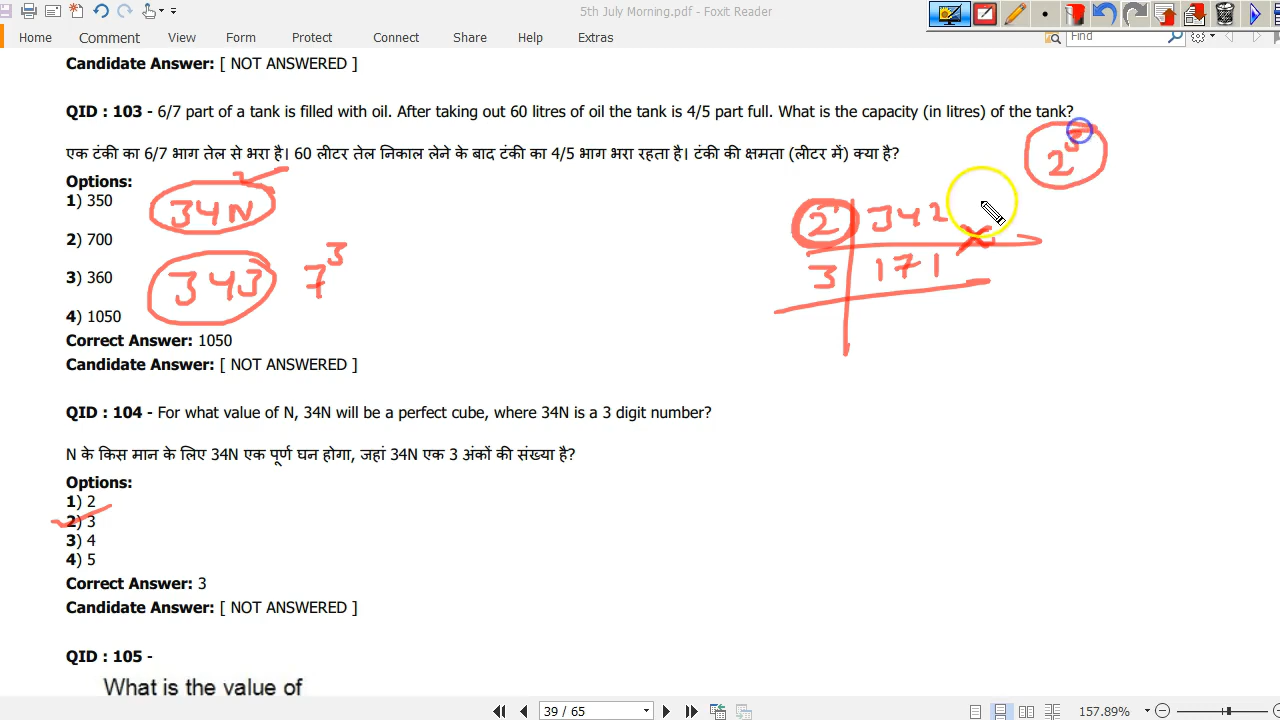 5th July Morning.pdf - Foxit Reader
Home Comment View Form Protect Connect Share Help Extras Find
Candidate Answer: [ NOT ANSWERED ]
QID : 103 - 6/7 part of a tank is filled with oil. After taking out 60 litres of oil the tank is 4/5 part full. What is the capacity (in litres) of the tank?
एक टंकी का 6/7 भाग तेल से भरा है। 60 लीटर तेल निकाल लेने के बाद टंकी का 4/5 भाग भरा रहता है। टंकी की क्षमता (लीटर में) क्या है?
Options:
1) 350
34N
2) 700
3) 360
343 7³
4) 1050
2 342
3 171
Correct Answer: 1050
Candidate Answer: [ NOT ANSWERED ]
QID : 104 - For what value of N, 34N will be a perfect cube, where 34N is a 3 digit number?
N के किस मान के लिए 34N एक पूर्ण घन होगा, जहां 34N एक 3 अंकों की संख्या है?
Options:
1) 2
2) 3
3) 4
4) 5
Correct Answer: 3
Candidate Answer: [ NOT ANSWERED ]
QID : 105 -
What is the value of
39 / 65
157.89%